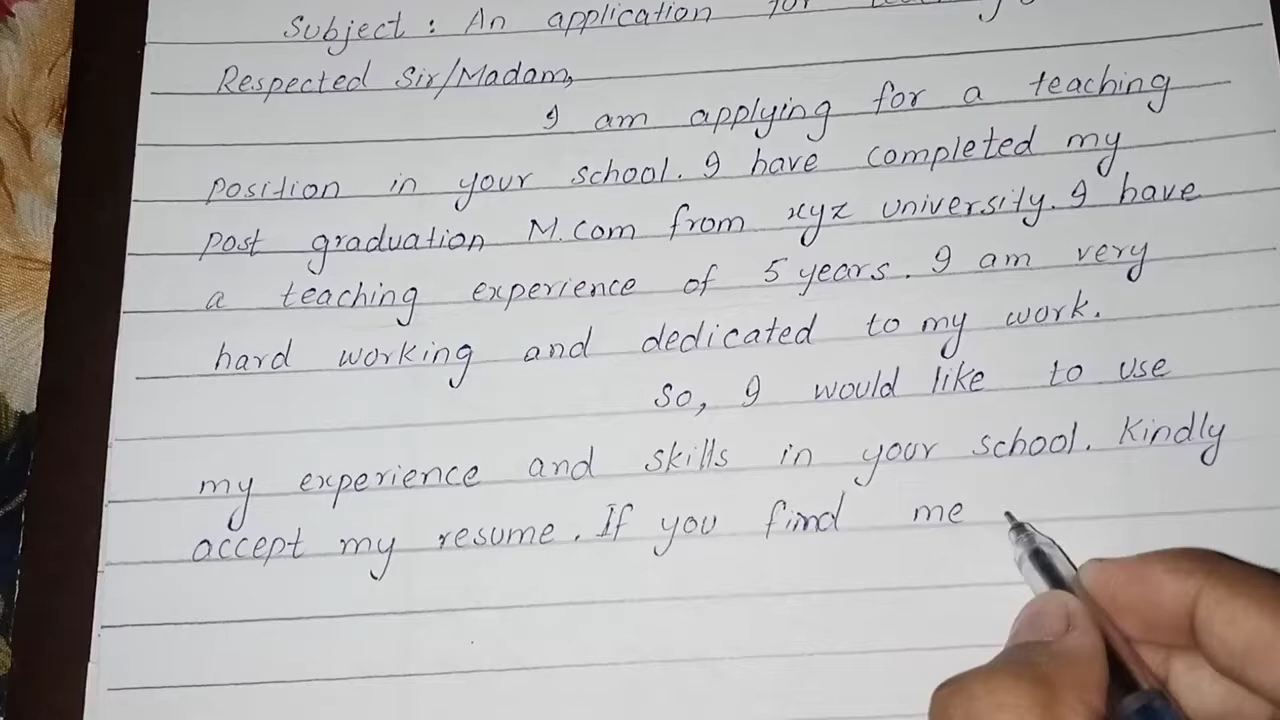 Subject : An application for
Respected Sir/Madam,
I am applying for a teaching
position in your school. I have completed my
post graduation M.Com from xyz university. I have
a teaching experience of 5 years. I am very
hard working and dedicated to my work.
So, I would like to use
my experience and skills in your school. Kindly
accept my resume. If you find me